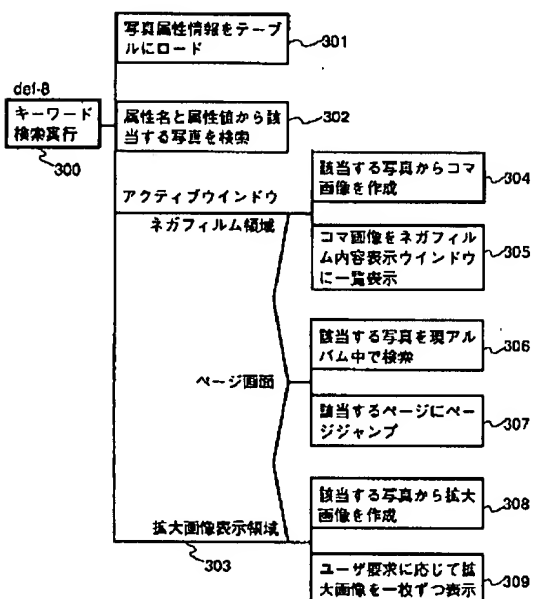 写真属性情報をテーブ
ルにロード
301
def-8
キーワード
検索実行
300
属性名と属性値から該
当する写真を検索
302
アクティブウインドウ
ネガフィルム領域
該当する写真からコマ
画像を作成
304
コマ画像をネガフィル
ム内容表示ウインドウ
に一覧表示
305
ページ画面
該当する写真を現アル
バム中で検索
306
該当するページにペー
ジジャンプ
307
拡大画像表示領域
303
該当する写真から拡大
画像を作成
308
ユーザ要求に応じて拡
大画像を一枚ずつ表示
309